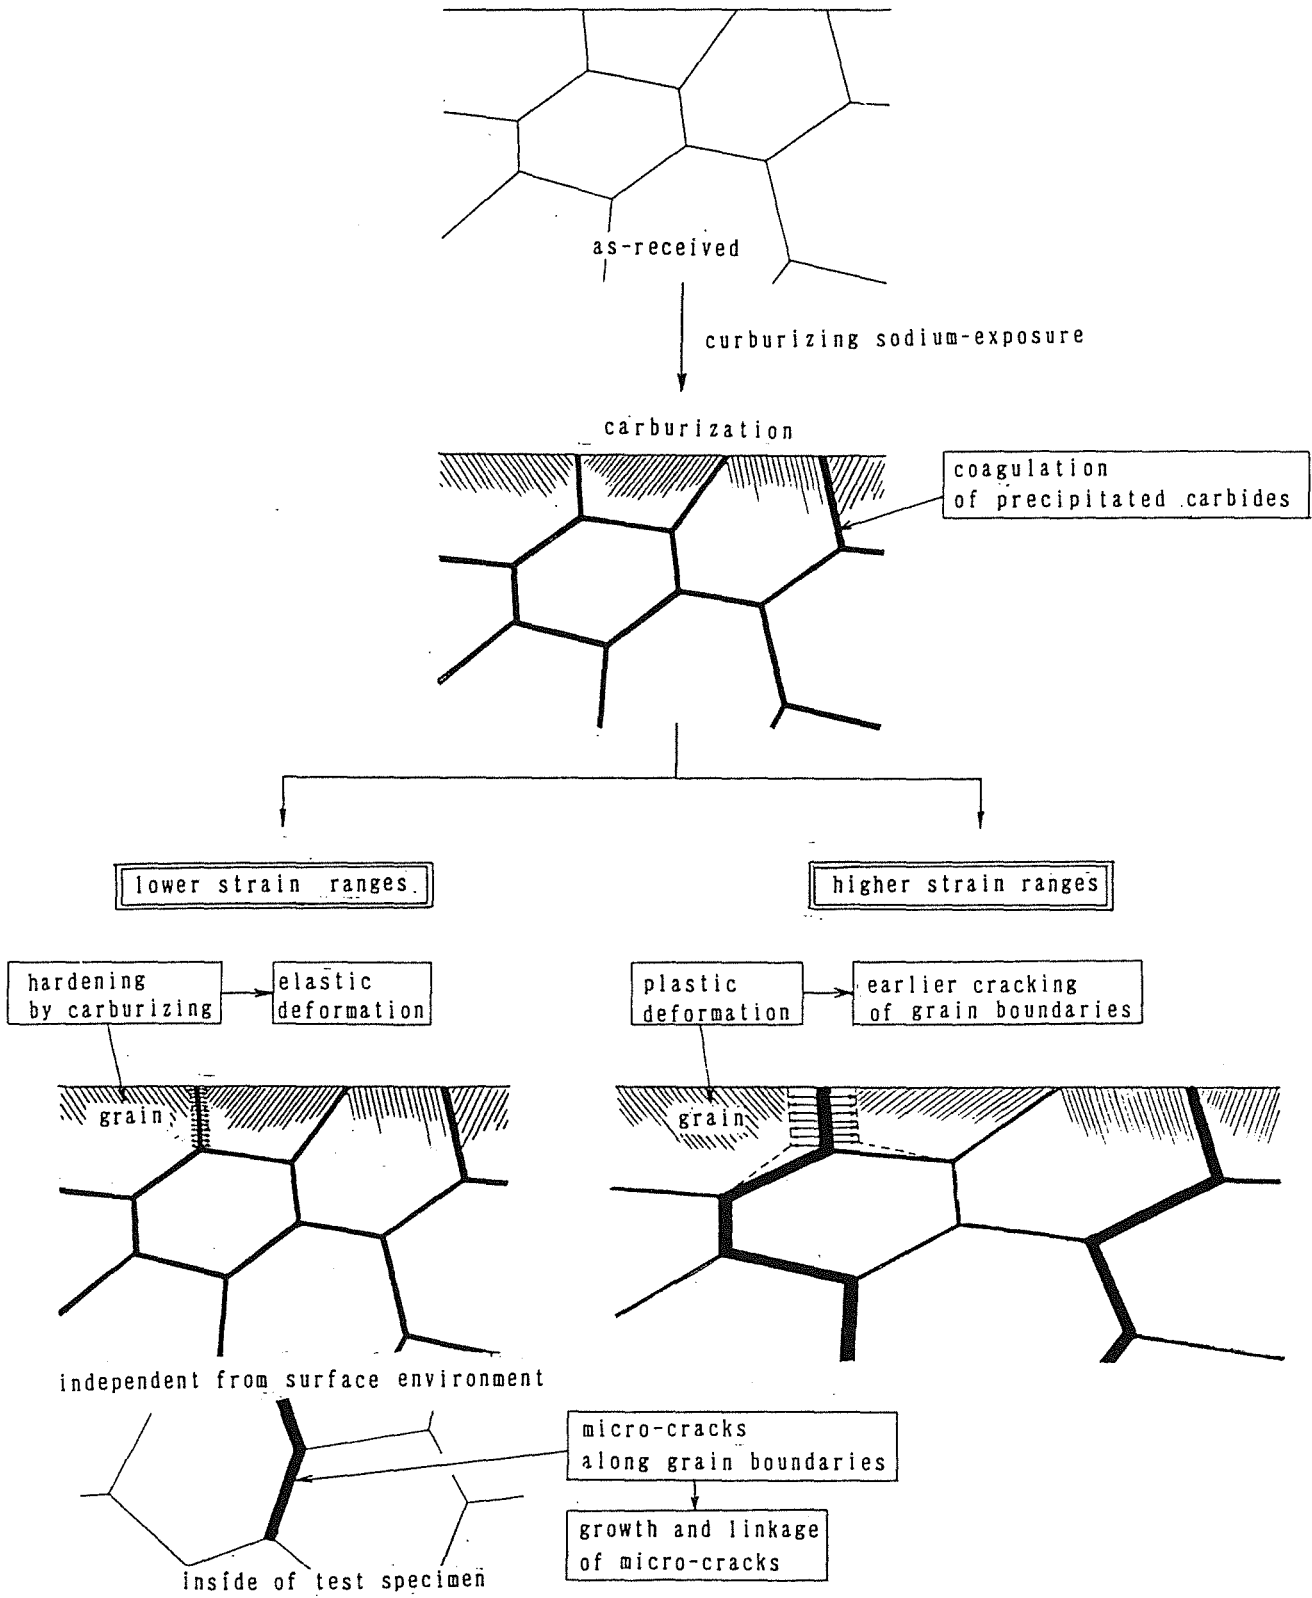 as-received
curburizing sodium-exposure
carburization
coagulation
of precipitated carbides
lower strain ranges.
higher strain ranges
hardening
by carburizing
elastic
deformation
plastic
deformation
earlier cracking
of grain boundaries
grain
grain
independent from surface environment
micro-cracks
along grain boundaries
growth and linkage
of micro-cracks
inside of test specimen